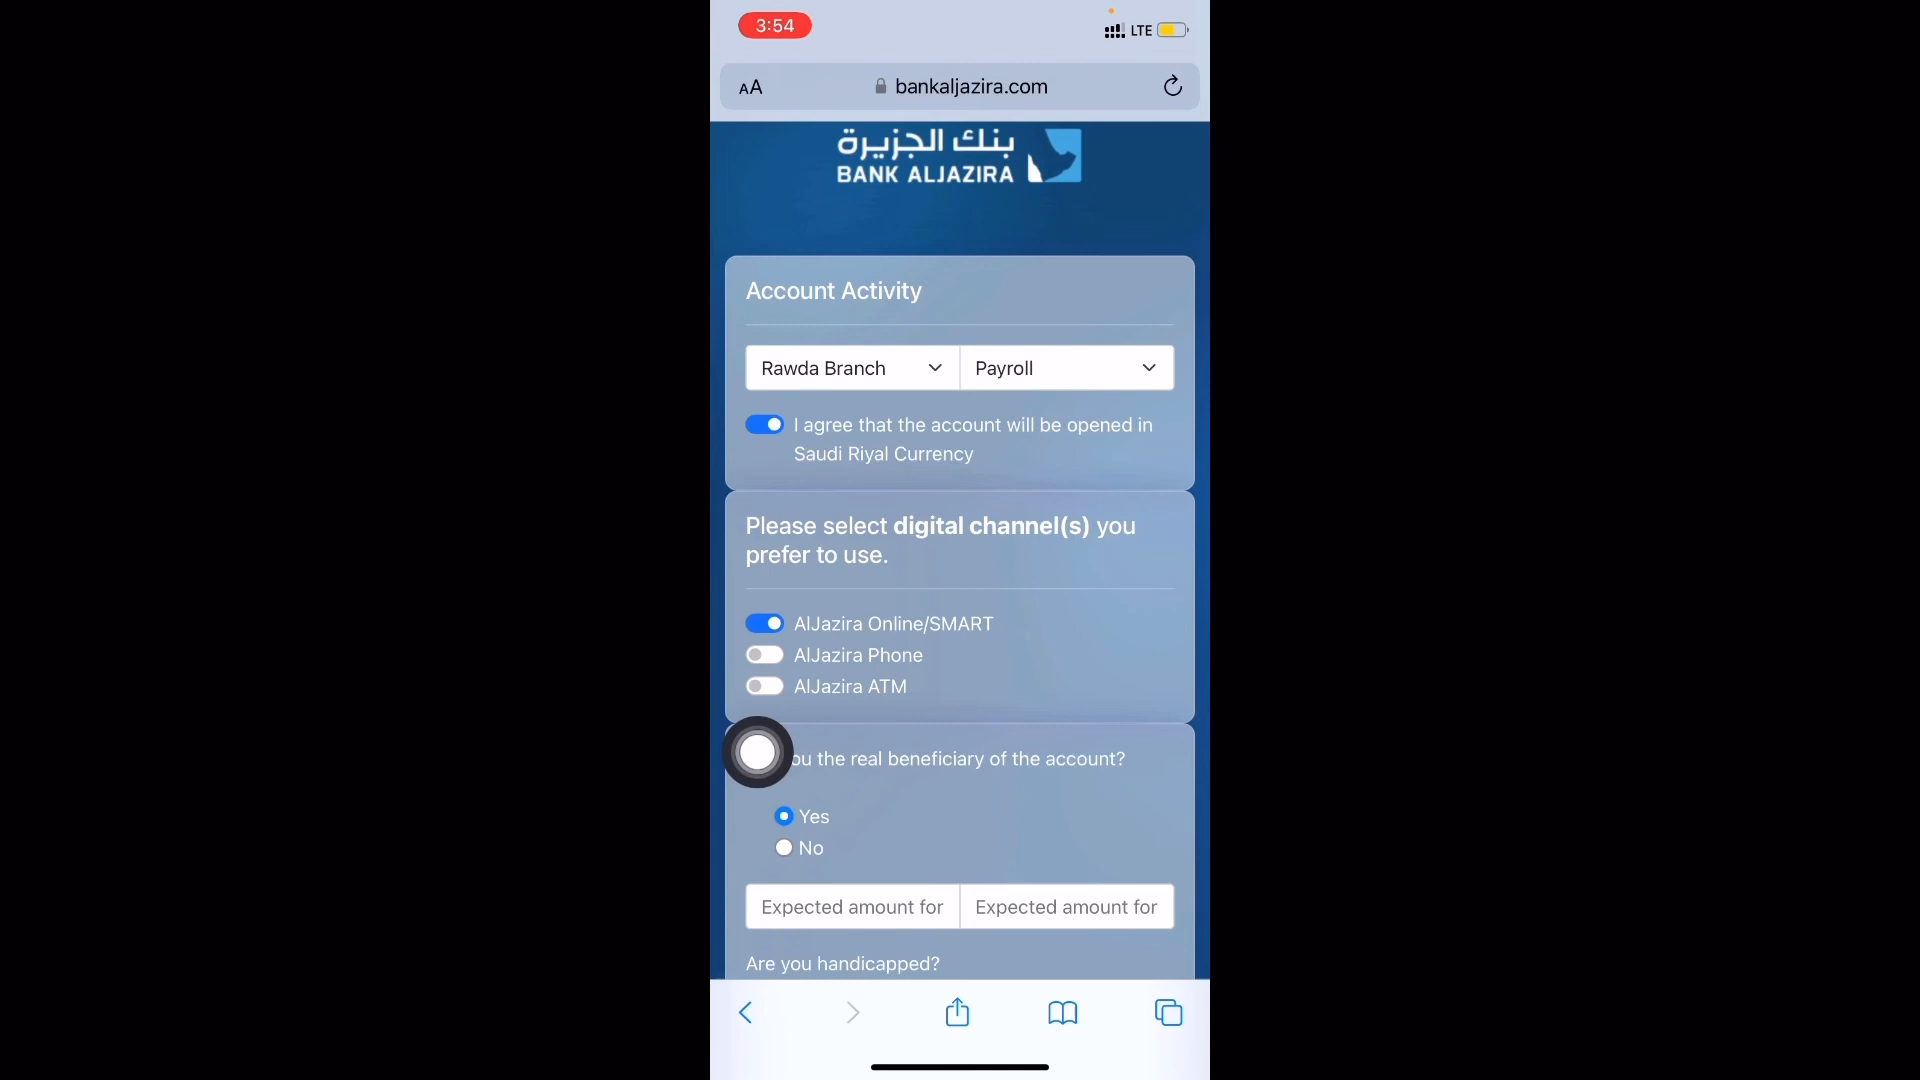 3:54
LTE
AA
bankaljazira.com
بنك الجزيرة
BANK ALJAZIRA
Account Activity
Rawda Branch
Payroll
I agree that the account will be opened in
Saudi Riyal Currency
Please select digital channel(s) you
prefer to use.
AlJazira Online/SMART
AlJazira Phone
AlJazira ATM
the real beneficiary of the account?
Yes
No
Expected amount for
Expected amount for
Are you handicapped?